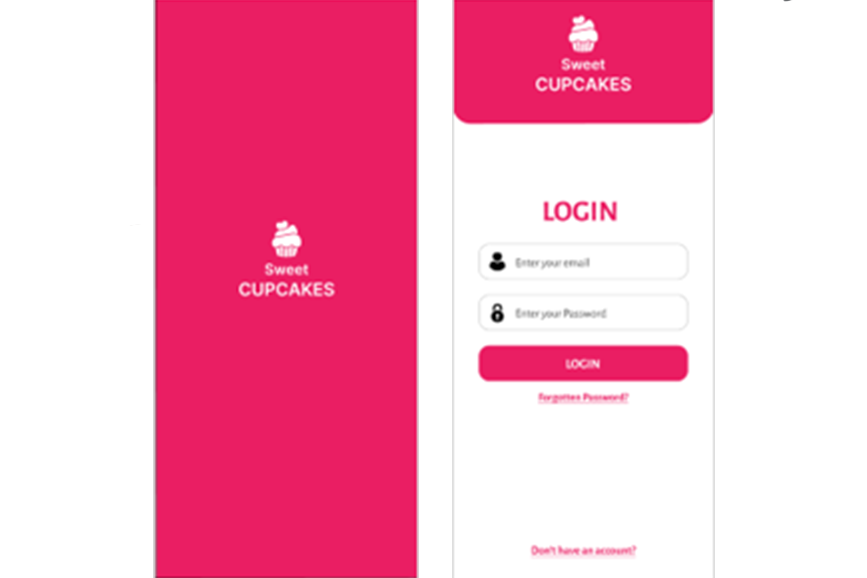 Sweet
CUPCAKES
Sweet
CUPCAKES
LOGIN
Enter your email
Enter your Password
LOGIN
Forgotten Password?
Don't have an account?